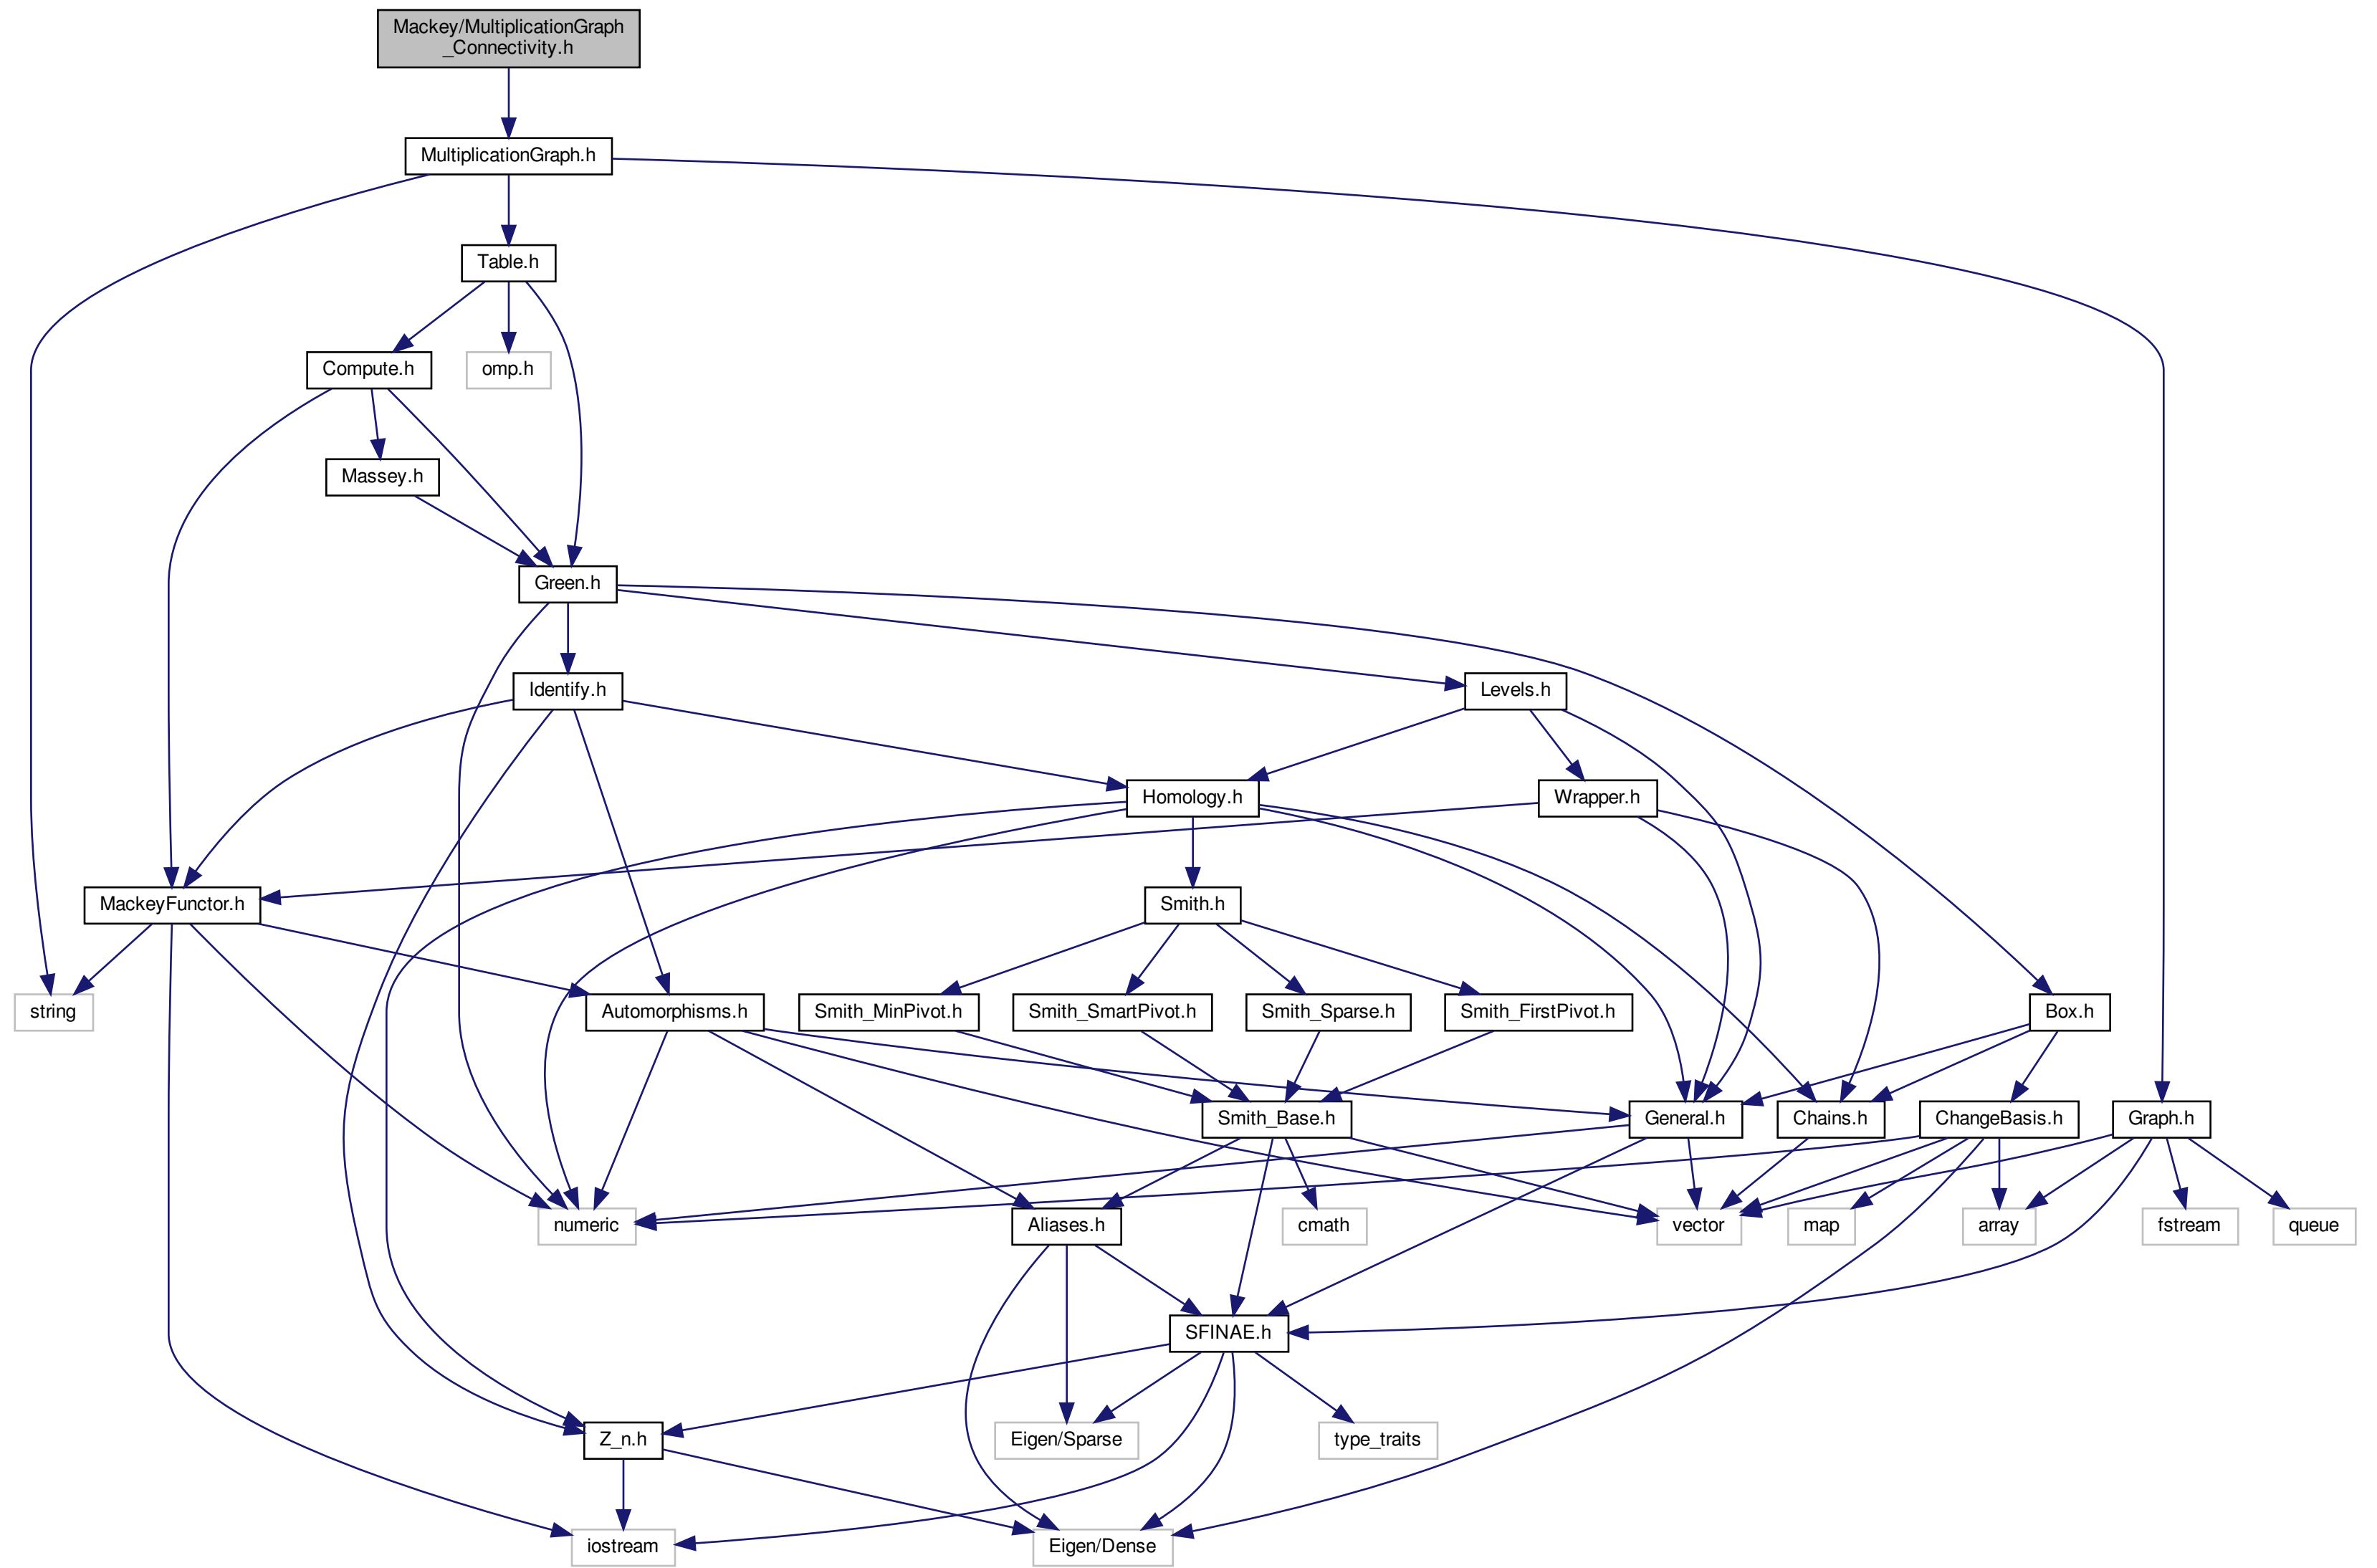 Mackey/MultiplicationGraph
_Connectivity.h
MultiplicationGraph.h
Table.h
Compute.h
omp.h
Massey.h
Green.h
Identify.h
Levels.h
Homology.h
Wrapper.h
MackeyFunctor.h
Smith.h
string
Automorphisms.h
Smith_MinPivot.h
Smith_SmartPivot.h
Smith_Sparse.h
Smith_FirstPivot.h
Box.h
Smith_Base.h
General.h
Chains.h
ChangeBasis.h
Graph.h
numeric
Aliases.h
cmath
vector
map
array
fstream
queue
SFINAE.h
Z_n.h
Eigen/Sparse
type_traits
iostream
Eigen/Dense